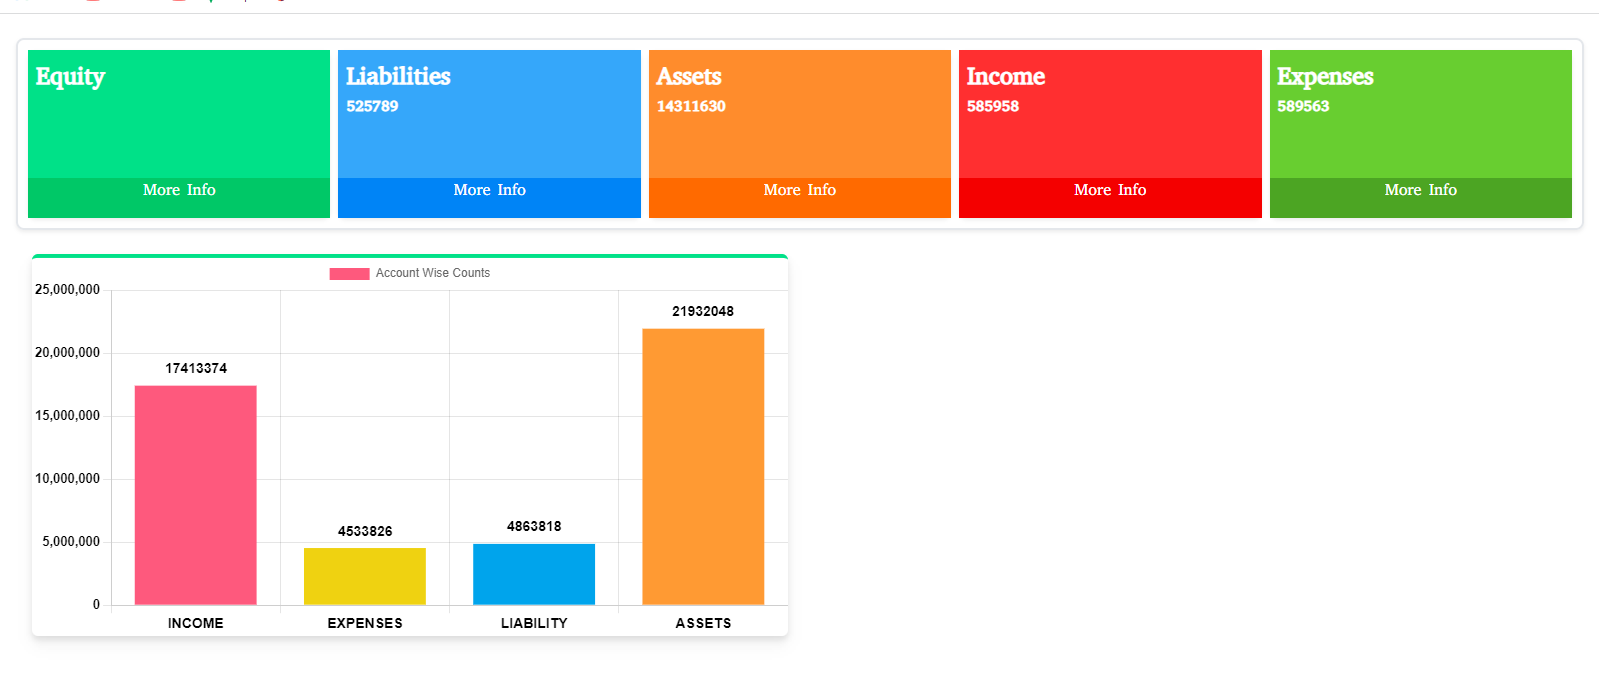 Equity
Liabilities
525789
Assets
14311630
Income
585958
Expenses
589563
More Info
More Info
More Info
More Info
More Info
Account Wise Counts
25,000,000
20,000,000
15,000,000
10,000,000
5,000,000
0
17413374
4533826
4863818
21932048
INCOME
EXPENSES
LIABILITY
ASSETS